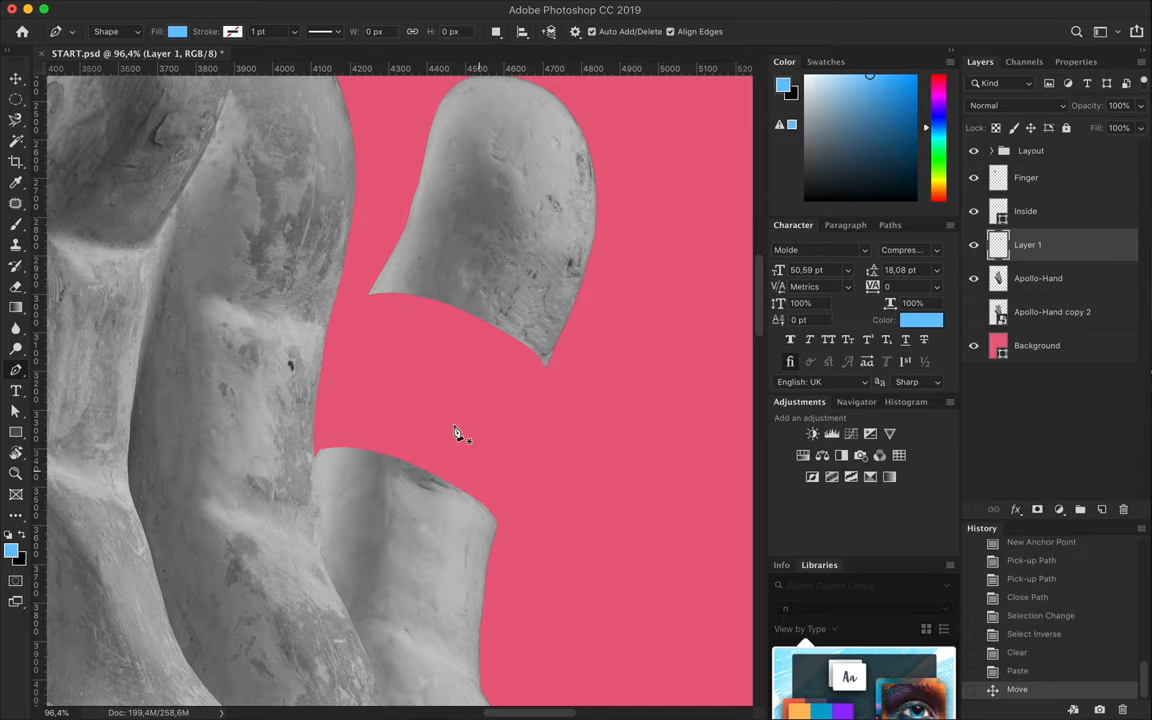 Adobe Photoshop CC 2019
Shape
Fill:
Stroke:
1 pt
W: 0 px
H: 0 px
Auto Add/Delete
Align Edges
START.psd @ 96,4% (Layer 1, RGB/8) *
400 3500 3600 3700 3800 3900 4000 4100 4200 4300 4400 4500 4600 4700 4800 4900 5000 5100 520
Color
Swatches
Character
Paragraph
Paths
Molde
Compres...
50,59 pt
18,08 pt
Metrics
0
100%
100%
0 pt
Color:
English: UK
Sharp
Adjustments
Navigator
Histogram
Add an adjustment
Info
Libraries
Search Current Library
n
View by Type
Aa
Layers
Channels
Properties
Kind
Normal
Opacity: 100%
Lock:
Fill: 100%
Layout
Finger
Inside
Layer 1
Apollo-Hand
Apollo-Hand copy 2
Background
History
New Anchor Point
Pick-up Path
Pick-up Path
Close Path
Selection Change
Select Inverse
Clear
Paste
Move
96,4%
Doc: 199,4M/258,6M